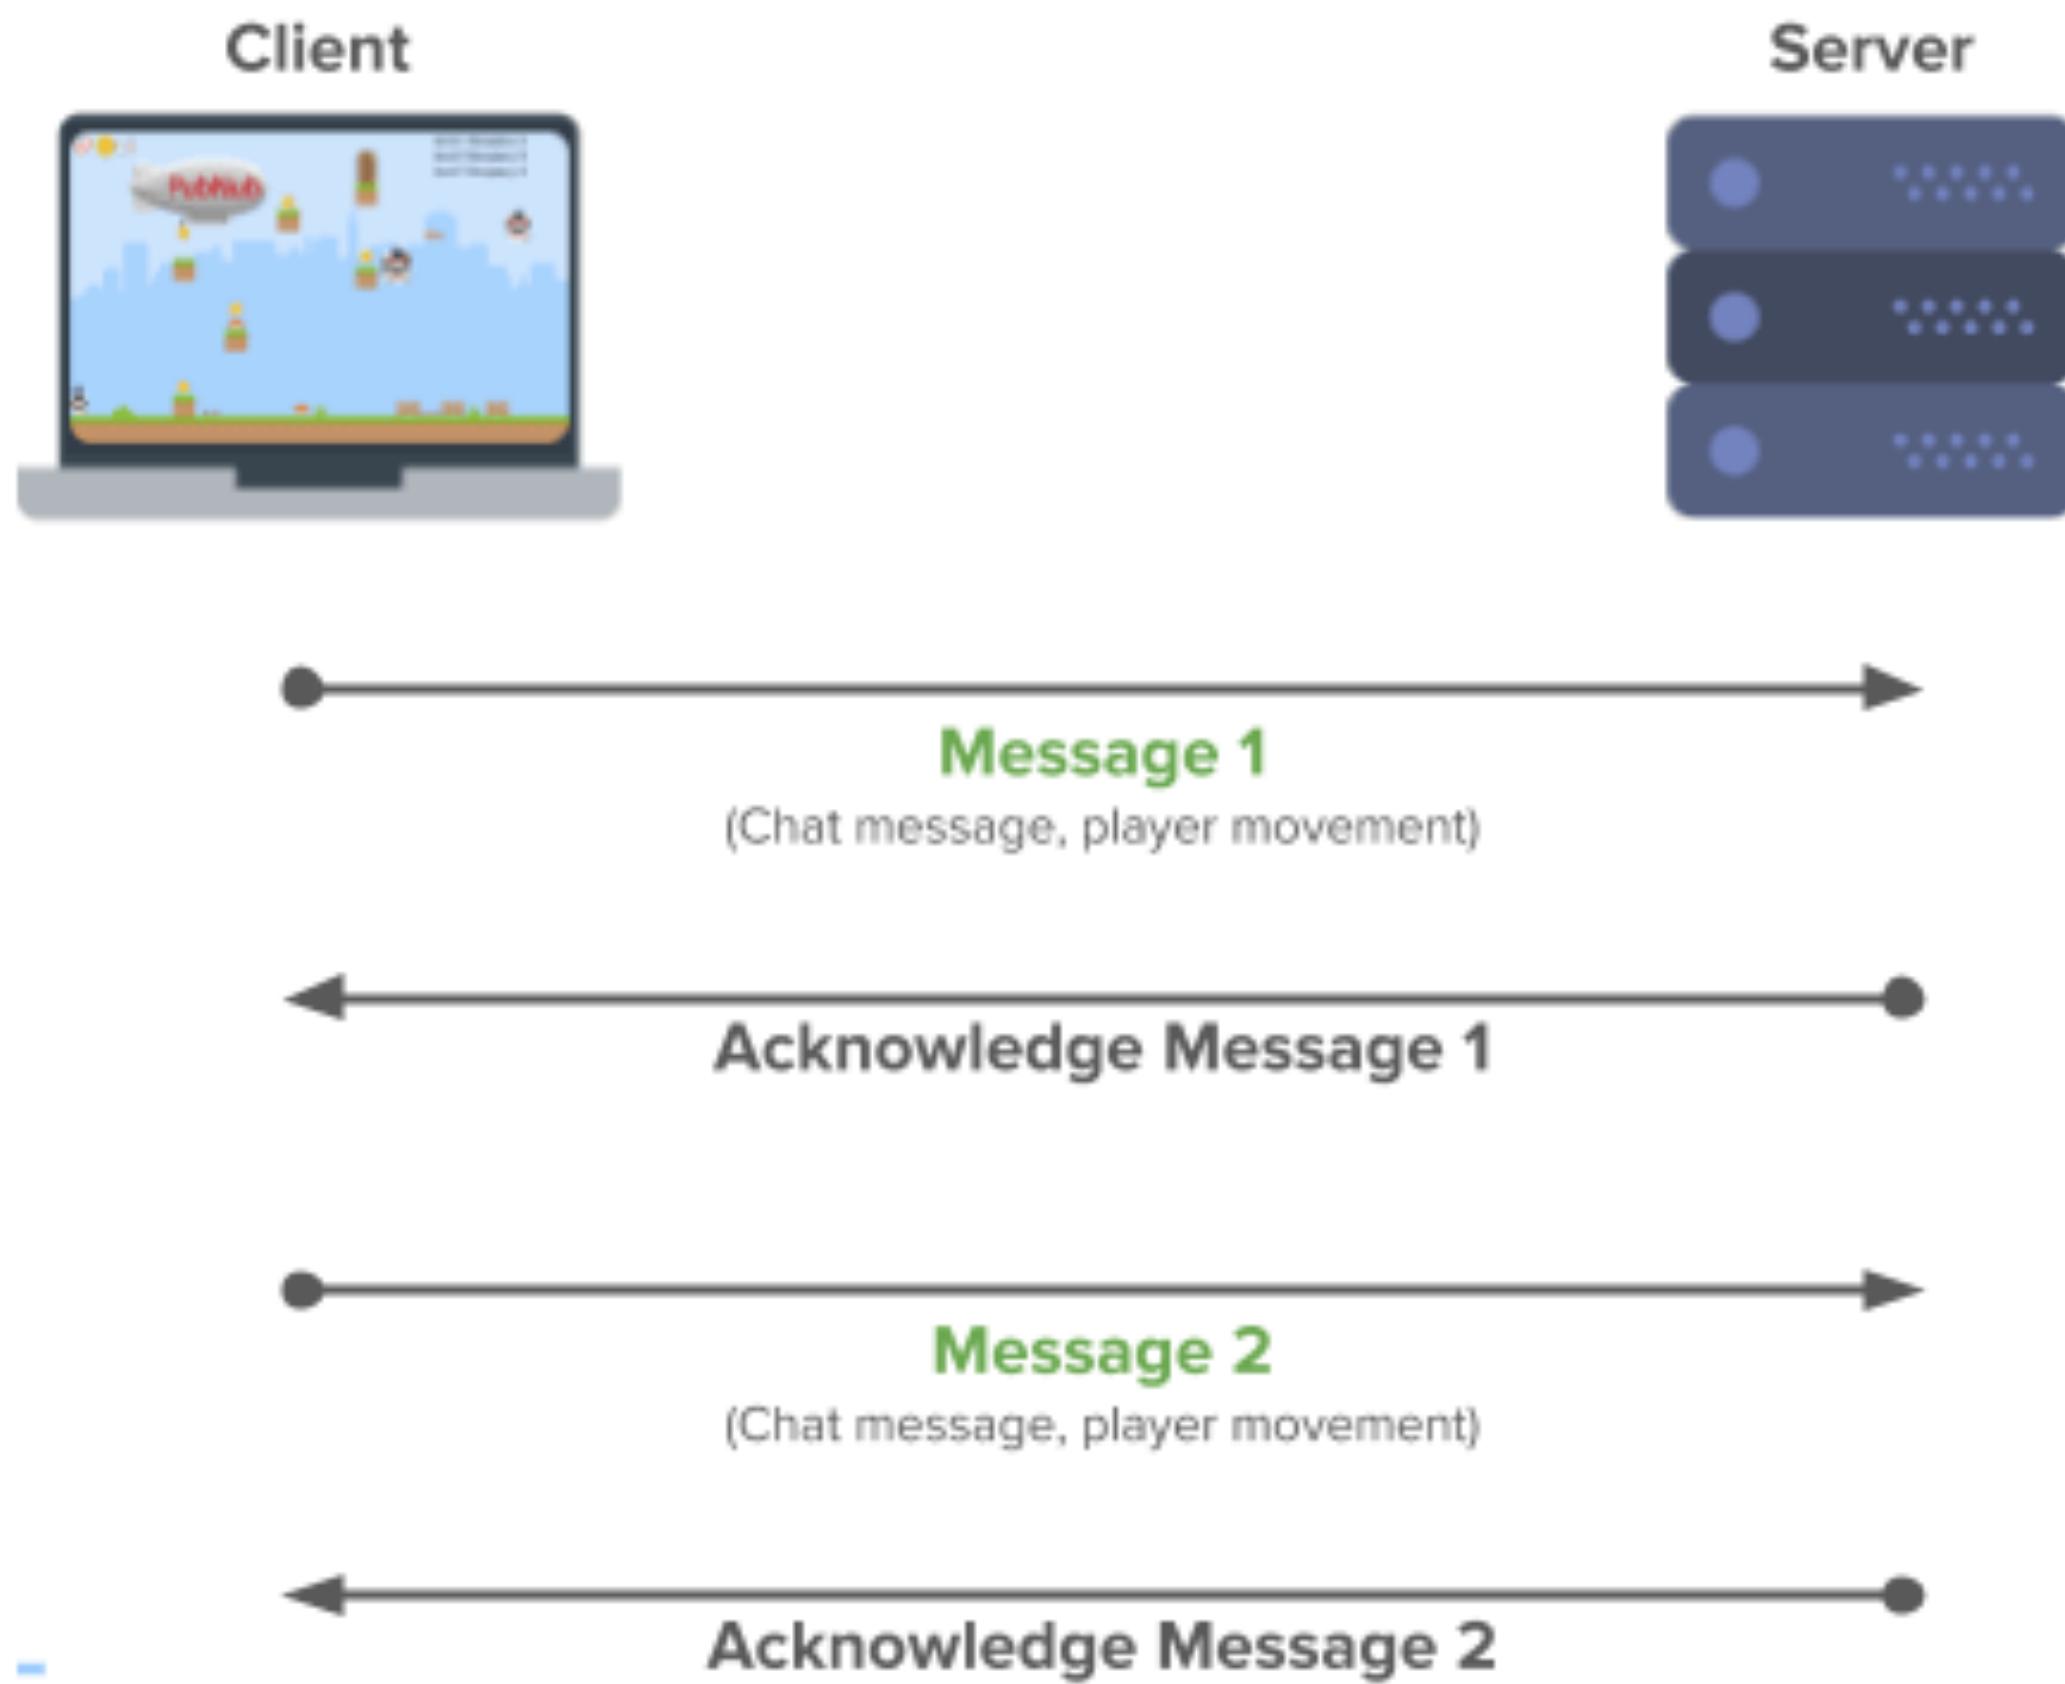 Client
Server
PubNub
Message 1
(Chat message, player movement)
Acknowledge Message 1
Message 2
(Chat message, player movement)
Acknowledge Message 2